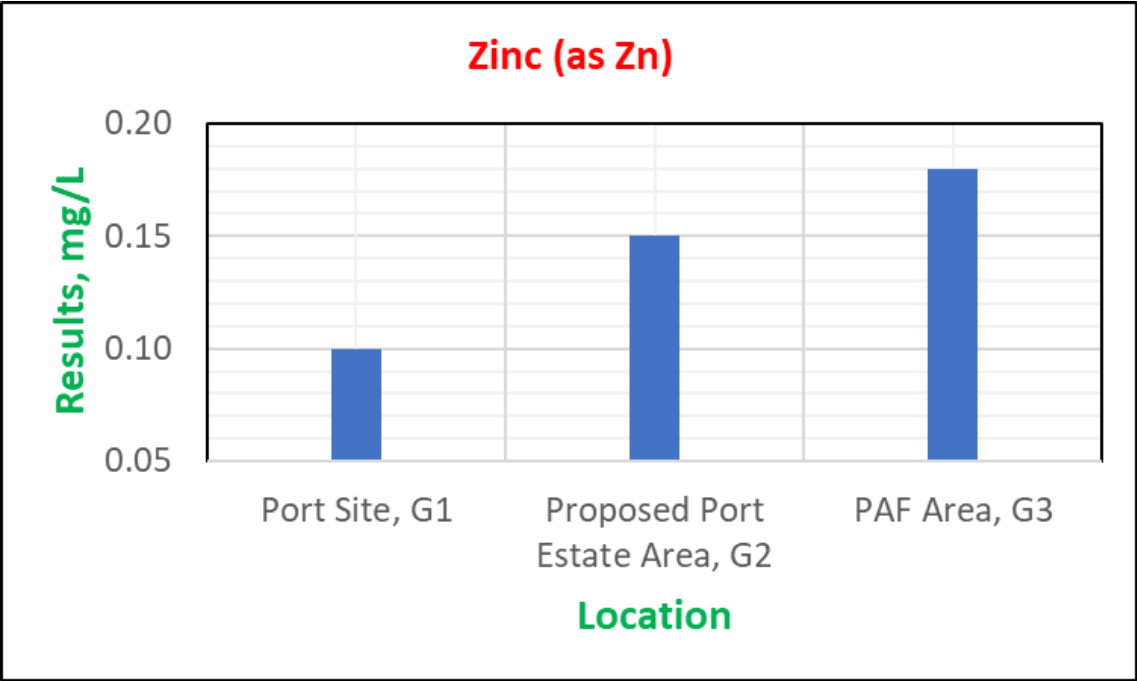 Zinc (as Zn)
Results, mg/L
0.20
0.15
0.10
0.05
Port Site, G1
Proposed Port
Estate Area, G2
PAF Area, G3
Location